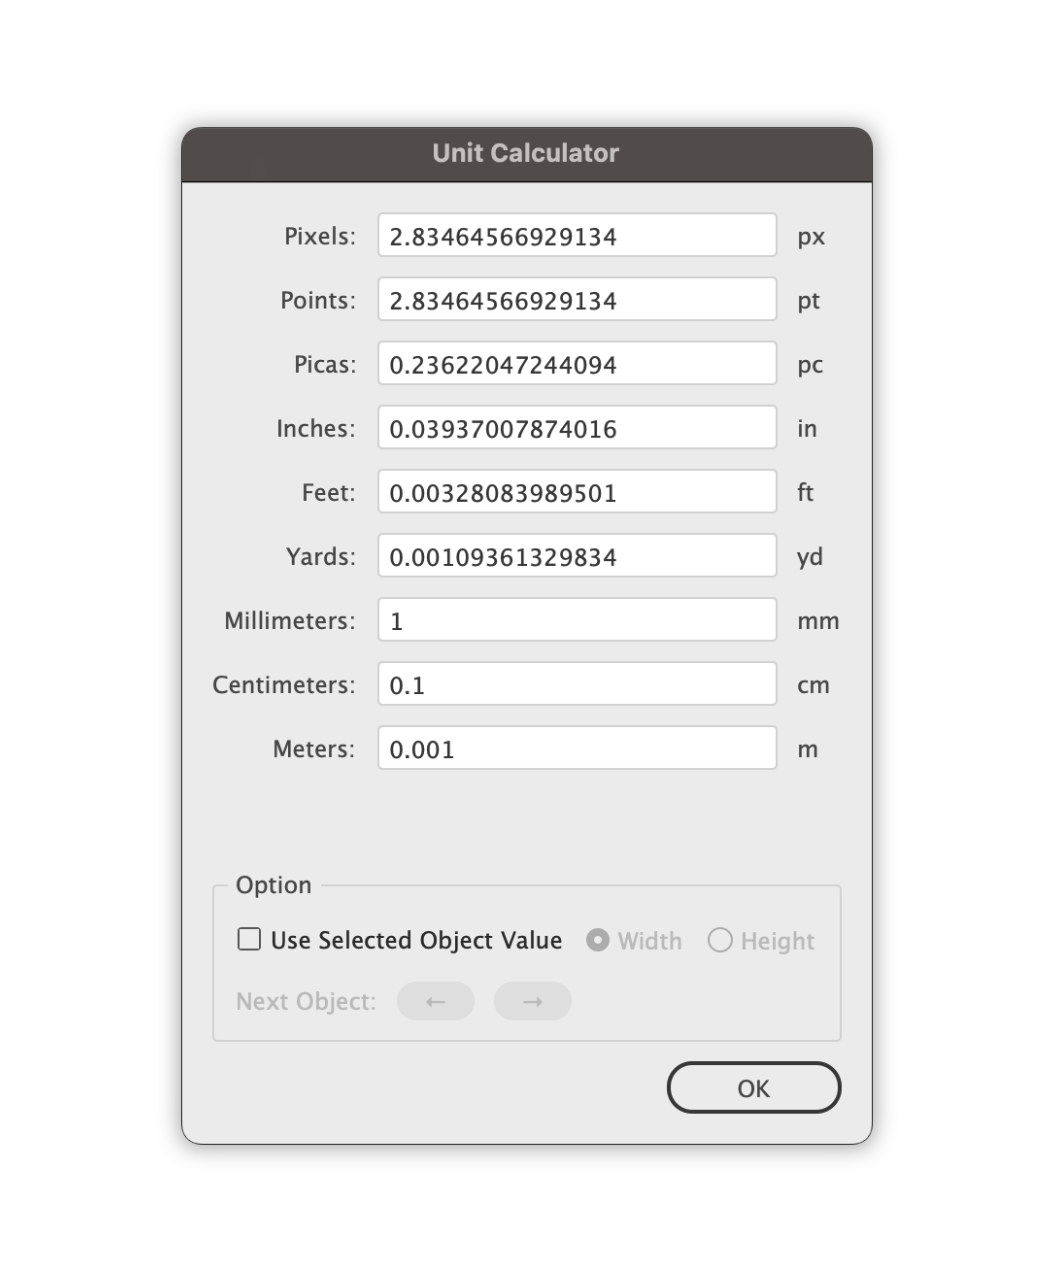 Unit Calculator
Pixels: 2.83464566929134 px
Points: 2.83464566929134 pt
Picas: 0.23622047244094 pc
Inches: 0.03937007874016 in
Feet: 0.00328083989501 ft
Yards: 0.00109361329834 yd
Millimeters: 1 mm
Centimeters: 0.1 cm
Meters: 0.001 m
Option
Use Selected Object Value Width Height
Next Object: ← →
OK